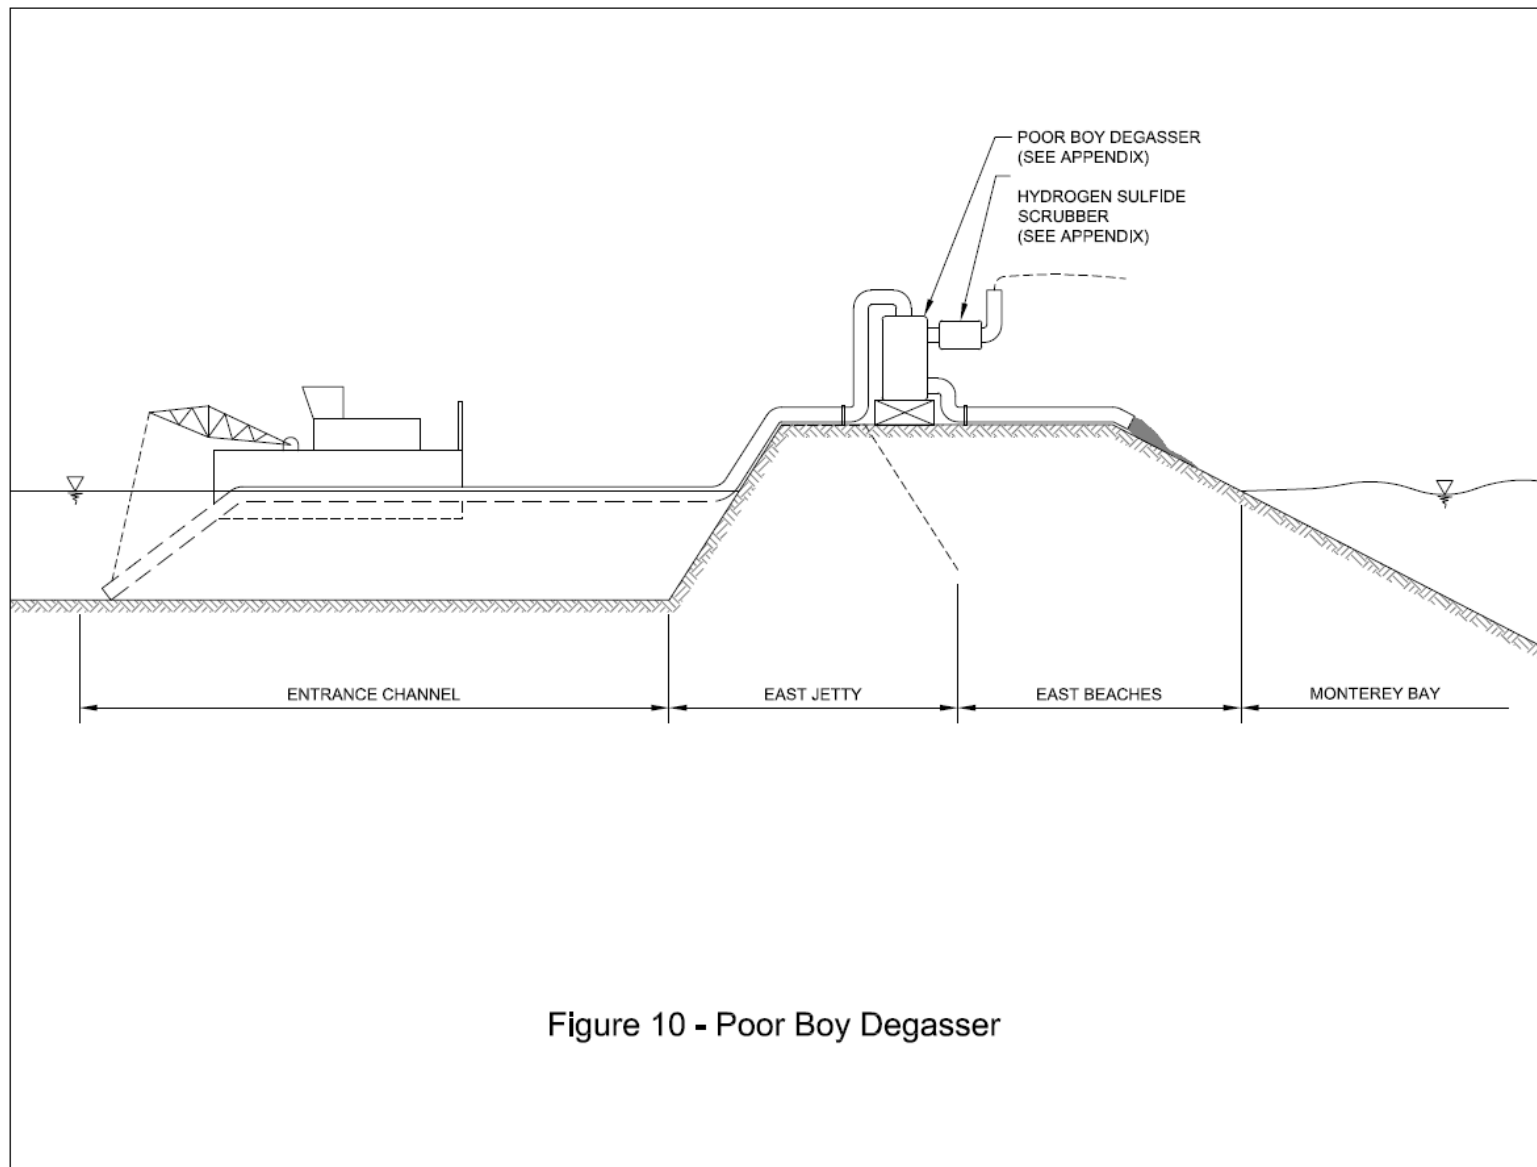 POOR BOY DEGASSER
(SEE APPENDIX)
HYDROGEN SULFIDE
SCRUBBER
(SEE APPENDIX)
ENTRANCE CHANNEL
EAST JETTY
EAST BEACHES
MONTEREY BAY
Figure 10 - Poor Boy Degasser